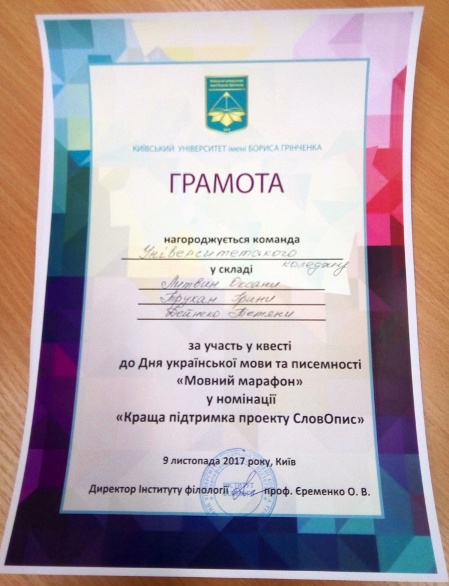 КИЇВСЬКИЙ УНІВЕРСИТЕТ імені БОРИСА ГРІНЧЕНКА
ГРАМОТА
нагороджується команда
Університетского
коледжу
у складі
Литвин Оксани
Брухан Ірини
Бойчко Тетяни
за участь у квесті
до Дня української мови та писемності
«Мовний марафон»
у номінації
«Краща підтримка проекту СловОпис»
9 листопада 2017 року, Київ
Директор Інституту філології проф. Єременко О. В.